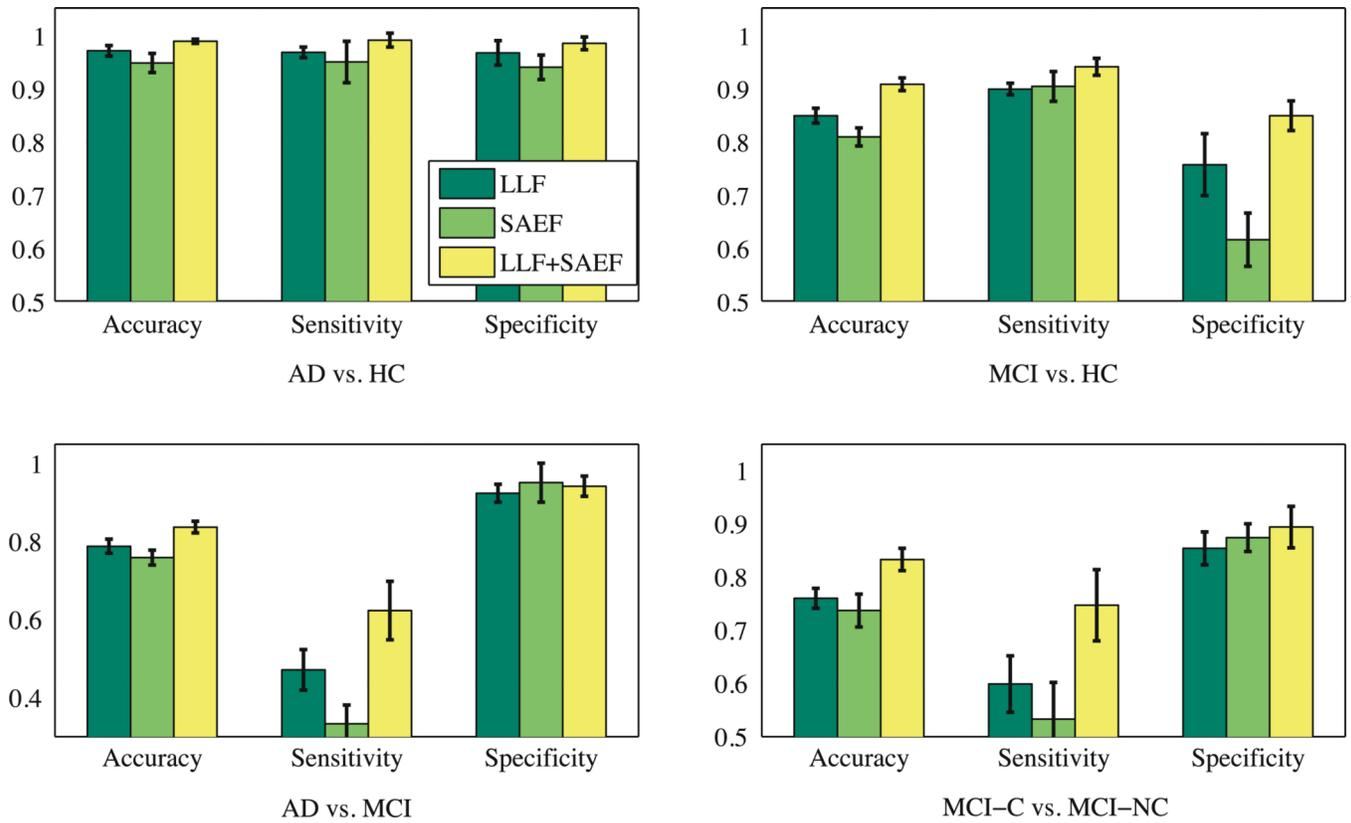 1
0.9
0.8
0.7
0.6
0.5
LLF
SAEF
LLF+SAEF
Accuracy Sensitivity Specificity
AD vs. HC
1
0.9
0.8
0.7
0.6
0.5
Accuracy Sensitivity Specificity
MCI vs. HC
1
0.8
0.6
0.4
Accuracy Sensitivity Specificity
AD vs. MCI
1
0.9
0.8
0.7
0.6
0.5
Accuracy Sensitivity Specificity
MCI–C vs. MCI–NC